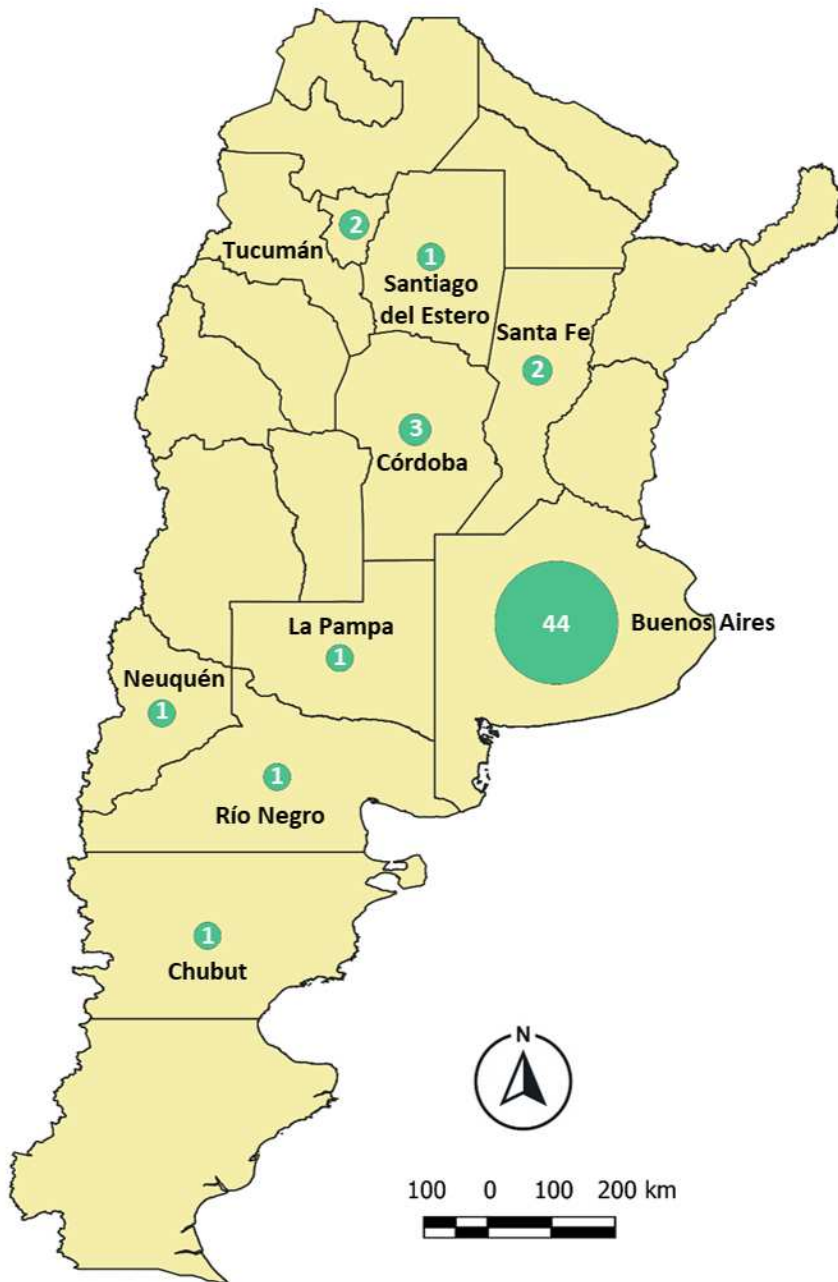 2
Tucumán
1
Santiago
del Estero
Santa Fe
2
3
Córdoba
44
Buenos Aires
La Pampa
1
Neuquén
1
1
Río Negro
1
Chubut
N
100 0 100 200 km